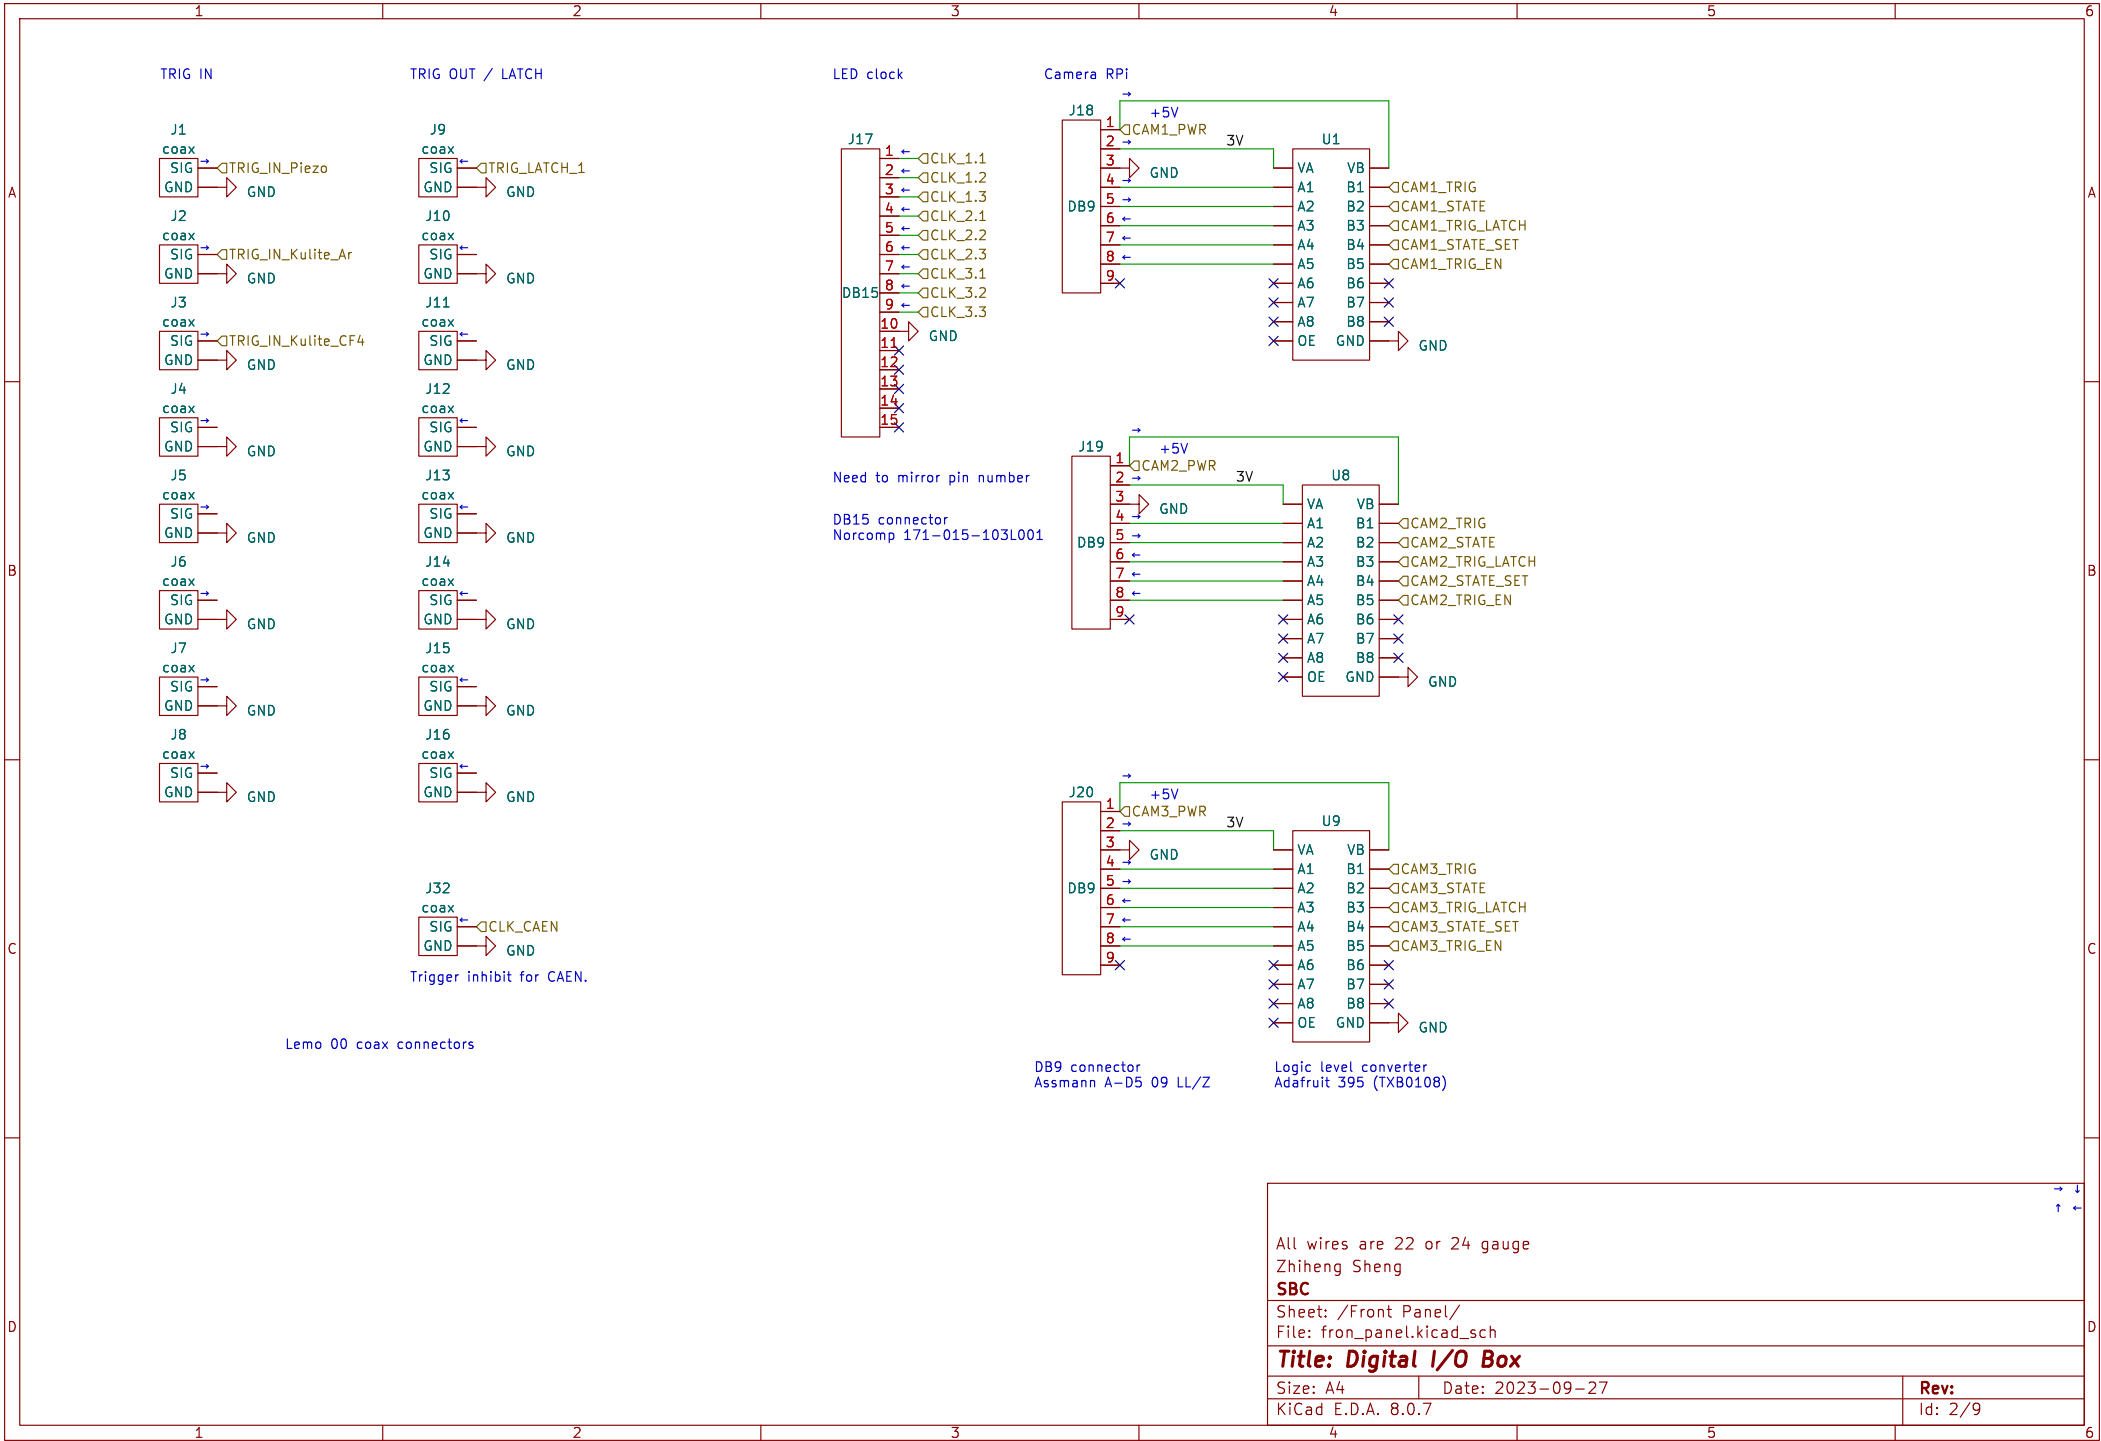 1 2 3 4 5 6
TRIG IN
TRIG OUT / LATCH
LED clock
Camera RPi
A
B
C
D
J1
coax
SIG →
TRIG_IN_Piezo
GND
GND
J2
coax
SIG →
TRIG_IN_Kulite_Ar
GND
GND
J3
coax
SIG →
TRIG_IN_Kulite_CF4
GND
GND
J4
coax
SIG →
GND
GND
J5
coax
SIG →
GND
GND
J6
coax
SIG →
GND
GND
J7
coax
SIG →
GND
GND
J8
coax
SIG →
GND
GND
J9
coax
SIG ←
TRIG_LATCH_1
GND
GND
J10
coax
SIG ←
GND
GND
J11
coax
SIG ←
GND
GND
J12
coax
SIG ←
GND
GND
J13
coax
SIG ←
GND
GND
J14
coax
SIG ←
GND
GND
J15
coax
SIG ←
GND
GND
J16
coax
SIG ←
GND
GND
J32
coax
SIG ←
CLK_CAEN
GND
GND
Trigger inhibit for CAEN.
Lemo 00 coax connectors
J17
DB15
1 ← CLK_1.1
2 ← CLK_1.2
3 ← CLK_1.3
4 ← CLK_2.1
5 ← CLK_2.2
6 ← CLK_2.3
7 ← CLK_3.1
8 ← CLK_3.2
9 ← CLK_3.3
10 GND
11
12
13
14
15
Need to mirror pin number
DB15 connector
Norcomp 171-015-103L001
J18
DB9
→
+5V
1 CAM1_PWR
2 → 3V
3 GND
4 →
5 →
6 ←
7 ←
8 ←
9
U1
VA VB
A1 B1 CAM1_TRIG
A2 B2 CAM1_STATE
A3 B3 CAM1_TRIG_LATCH
A4 B4 CAM1_STATE_SET
A5 B5 CAM1_TRIG_EN
A6 B6
A7 B7
A8 B8
OE GND GND
J19
DB9
→
+5V
1 CAM2_PWR
2 → 3V
3 GND
4 →
5 →
6 ←
7 ←
8 ←
9
U8
VA VB
A1 B1 CAM2_TRIG
A2 B2 CAM2_STATE
A3 B3 CAM2_TRIG_LATCH
A4 B4 CAM2_STATE_SET
A5 B5 CAM2_TRIG_EN
A6 B6
A7 B7
A8 B8
OE GND GND
J20
DB9
→
+5V
1 CAM3_PWR
2 → 3V
3 GND
4 →
5 →
6 ←
7 ←
8 ←
9
U9
VA VB
A1 B1 CAM3_TRIG
A2 B2 CAM3_STATE
A3 B3 CAM3_TRIG_LATCH
A4 B4 CAM3_STATE_SET
A5 B5 CAM3_TRIG_EN
A6 B6
A7 B7
A8 B8
OE GND GND
DB9 connector
Assmann A-D5 09 LL/Z
Logic level converter
Adafruit 395 (TXB0108)
A
B
C
D
→ ↓
↑ ←
All wires are 22 or 24 gauge
Zhiheng Sheng
SBC
Sheet: /Front Panel/
File: fron_panel.kicad_sch
Title: Digital I/O Box
Size: A4 Date: 2023-09-27 Rev:
KiCad E.D.A. 8.0.7 Id: 2/9
1 2 3 4 5 6